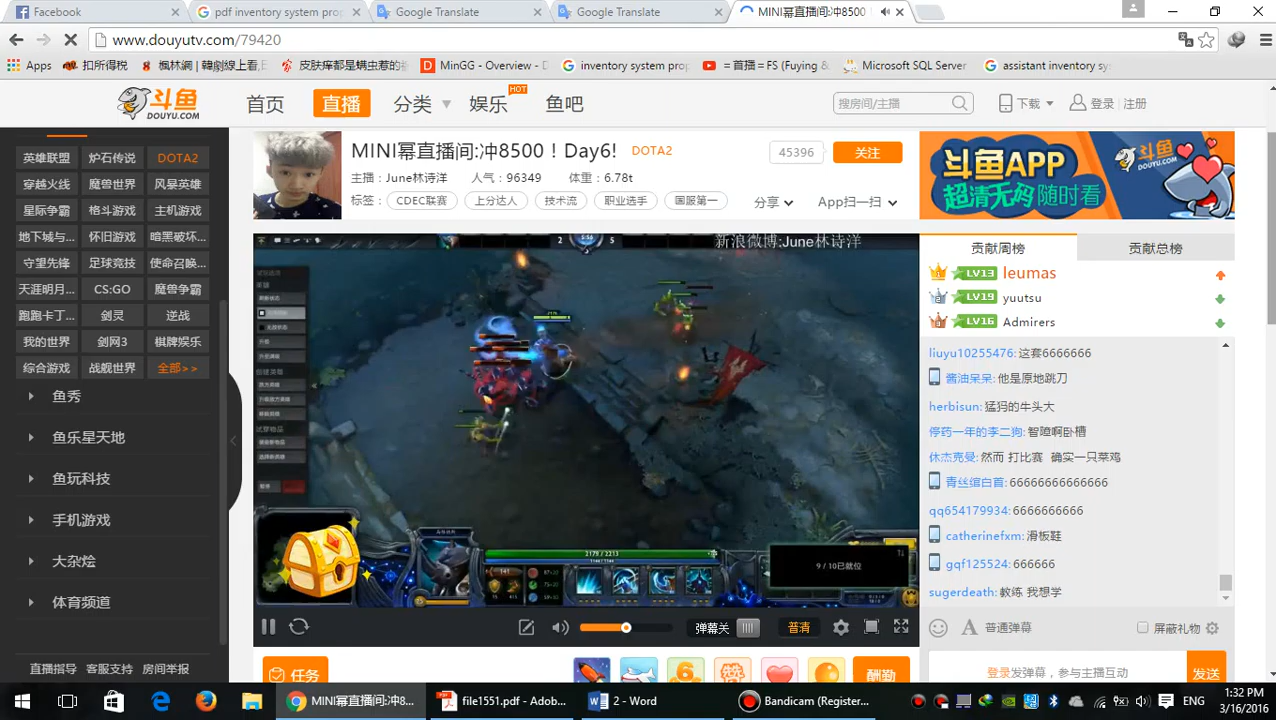 Facebook
pdf inventory system prop
Google Translate
Google Translate
MINI幂直播间:冲8500！
www.douyutv.com/79420
Apps
扣所得税
楓林網 | 韓劇線上看,日
皮肤痒都是螨虫惹的祸
MinGG - Overview - D
inventory system prop
=首播=FS (Fuying &
Microsoft SQL Server
assistant inventory sy
斗鱼
DOUYU.COM
首页
直播
分类
娱乐
HOT
鱼吧
搜房间/主播
下载
登录
注册
英雄联盟 炉石传说 DOTA2
穿越火线 魔兽世界 风暴英雄
星际争霸 格斗游戏 主机游戏
地下城与... 怀旧游戏 暗黑破坏...
守望先锋 足球竞技 使命召唤...
天涯明月... CS:GO 魔兽争霸
跑跑卡丁... 剑灵 逆战
我的世界 剑网3 棋牌娱乐
综合游戏 战舰世界 全部>>
鱼秀
鱼乐星天地
鱼玩科技
手机游戏
大杂烩
体育频道
直播指导 客服支持 房间举报
MINI幂直播间:冲8500！Day6! DOTA2
45396
关注
主播：June林诗洋 人气：96349 体重：6.78t
标签： CDEC联赛 上分达人 技术流 职业选手 国服第一
分享
App扫一扫
斗鱼APP
超清无码随时看
DOUYU.COM
2 5
新浪微博:June林诗洋
2179 / 2213
9 / 10已就位
弹幕关
普清
任务
酬勤
贡献周榜
贡献总榜
LV13 leumas
LV19 yuutsu
LV16 Admirers
liuyu10255476: 这套6666666
酱油呆呆: 他是原地跳刀
herbisun: 猛犸的牛头大
停药一年的李二狗: 智障啊卧槽
休杰克曼: 然而 打比赛 确实一只菜鸡
青丝绾白首: 66666666666666
qq654179934: 6666666
catherinefxm: 滑板鞋
gqf125524: 666666
sugerdeath: 教练 我想学
普通弹幕
屏蔽礼物
登录发弹幕，参与主播互动
发送
MINI幂直播间:冲8...
file1551.pdf - Adob...
2 - Word
Bandicam (Register...
ENG
1:32 PM
3/16/2016